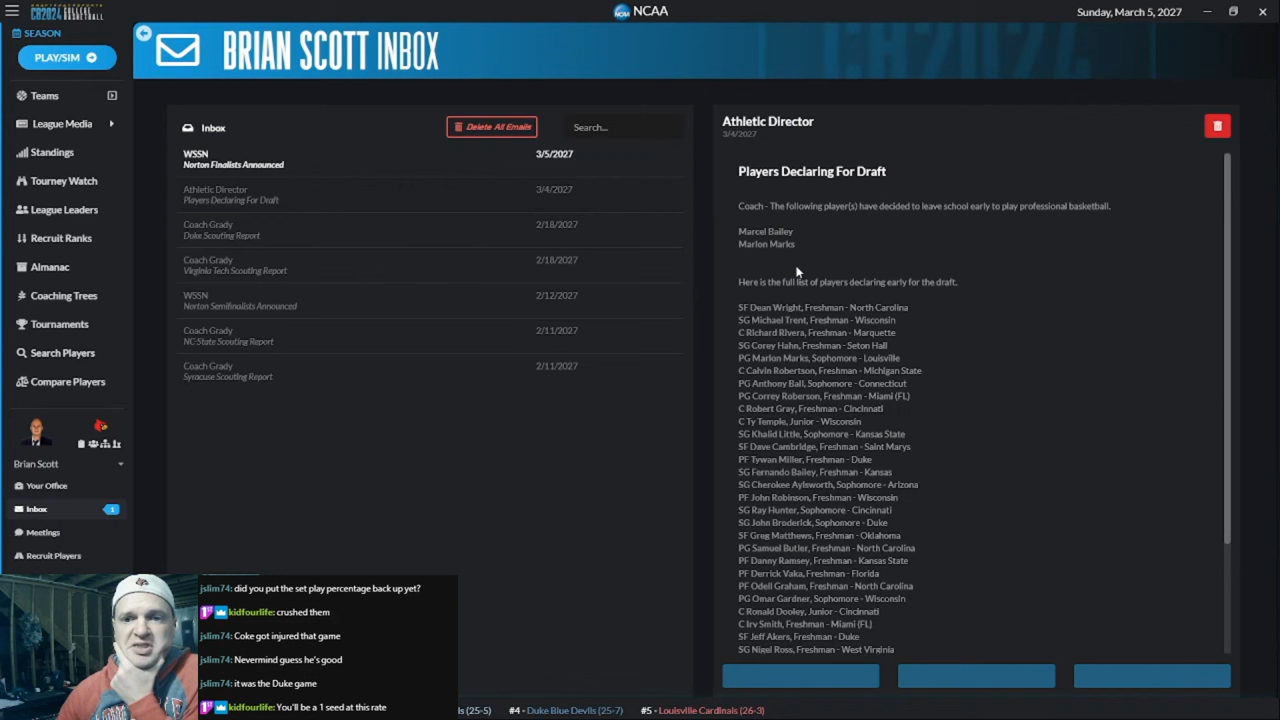 CB2024 COLLEGE BASKETBALL
NCAA
Sunday, March 5, 2027
SEASON
PLAY/SIM
BRIAN SCOTT INBOX
CB2024
Teams
League Media
Standings
Tourney Watch
League Leaders
Recruit Ranks
Almanac
Coaching Trees
Tournaments
Search Players
Compare Players
1x
Brian Scott
Your Office
Inbox 1
Meetings
Recruit Players
Inbox
Delete All Emails
Search...
WSSN 3/5/2027
Norton Finalists Announced
Athletic Director 3/4/2027
Players Declaring For Draft
Coach Grady 2/18/2027
Duke Scouting Report
Coach Grady 2/18/2027
Virginia Tech Scouting Report
WSSN 2/12/2027
Norton Semifinalists Announced
Coach Grady 2/11/2027
NC-State Scouting Report
Coach Grady 2/11/2027
Syracuse Scouting Report
Athletic Director
3/4/2027
Players Declaring For Draft
Coach - The following player(s) have decided to leave school early to play professional basketball.
Marcel Bailey
Marlon Marks
Here is the full list of players declaring early for the draft.
SF Dean Wright, Freshman - North Carolina
SG Michael Trent, Freshman - Wisconsin
C Richard Rivera, Freshman - Marquette
SG Corey Hahn, Freshman - Seton Hall
PG Marlon Marks, Sophomore - Louisville
C Calvin Robertson, Freshman - Michigan State
PG Anthony Ball, Sophomore - Connecticut
PG Correy Roberson, Freshman - Miami (FL)
C Robert Gray, Freshman - Cincinnati
C Ty Temple, Junior - Wisconsin
SG Khalid Little, Sophomore - Kansas State
SF Dave Cambridge, Freshman - Saint Marys
PF Tywan Miller, Freshman - Duke
SG Fernando Bailey, Freshman - Kansas
SG Cherokee Aylsworth, Sophomore - Arizona
PF John Robinson, Freshman - Wisconsin
SG Ray Hunter, Sophomore - Cincinnati
SG John Broderick, Sophomore - Duke
SF Greg Matthews, Freshman - Oklahoma
PG Samuel Butler, Freshman - North Carolina
PF Danny Ramsey, Freshman - Kansas State
PF Derrick Vaka, Freshman - Florida
PF Odell Graham, Freshman - North Carolina
PG Omar Gardner, Sophomore - Wisconsin
C Ronald Dooley, Junior - Cincinnati
C Irv Smith, Freshman - Miami (FL)
SF Jeff Akers, Freshman - Duke
SG Nigel Ross, Freshman - West Virginia
jslim74: did you put the set play percentage back up yet?
kidfourlife: crushed them
jslim74: Coke got injured that game
jslim74: Nevermind guess he's good
jslim74: it was the Duke game
kidfourlife: You'll be a 1 seed at this rate
ls (25-5) #4 - Duke Blue Devils (25-7) #5 - Louisville Cardinals (26-3)